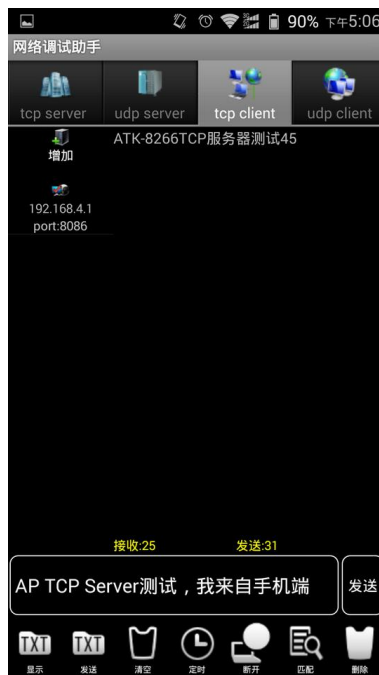 90% 下午5:06
网络调试助手
tcp server udp server tcp client udp client
增加
ATK-8266TCP服务器测试45
192.168.4.1
port:8086
接收:25 发送:31
AP TCP Server测试，我来自手机端
发送
TXT TXT
显示 发送 清空 定时 断开 匹配 删除